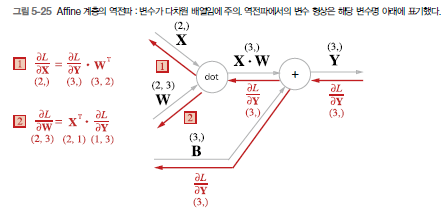 그림 5-25 Affine 계층의 역전파 : 변수가 다차원 배열임에 주의. 역전파에서의 변수 형상은 해당 변수명 아래에 표기했다.
1 ∂L/∂X = ∂L/∂Y · Wᵀ
(2,) (3,) (3, 2)
2 ∂L/∂W = Xᵀ · ∂L/∂Y
(2, 3) (2, 1) (1, 3)
(2,)
X
1
(2, 3)
W
2
dot
(3,)
X · W
∂L/∂Y
(3,)
+
(3,)
Y
∂L/∂Y
(3,)
(3,)
B
∂L/∂Y
(3,)